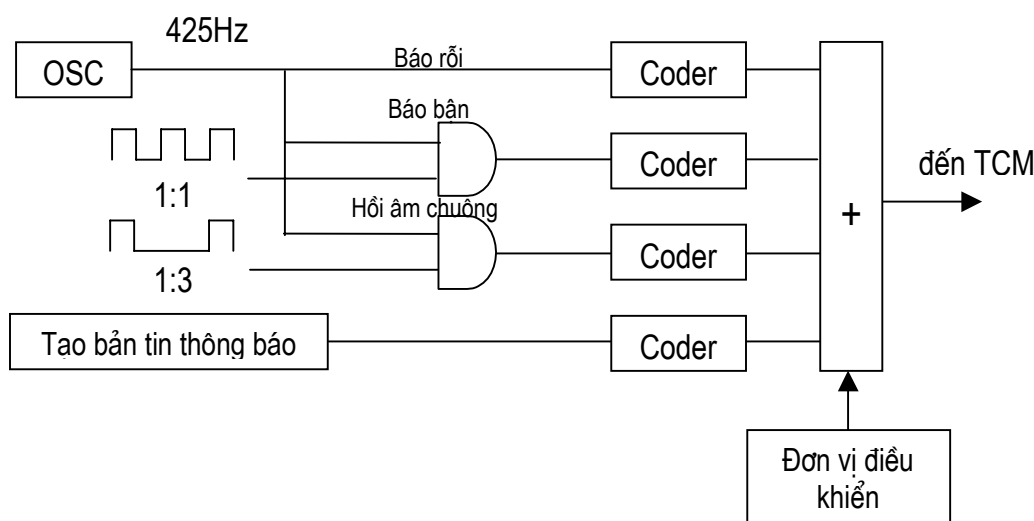 425Hz
OSC
Báo rỗi
Coder
Báo bận
Coder
1:1
đến TCM
Hồi âm chuông
+
Coder
1:3
Tạo bản tin thông báo
Coder
Đơn vị điều
khiển